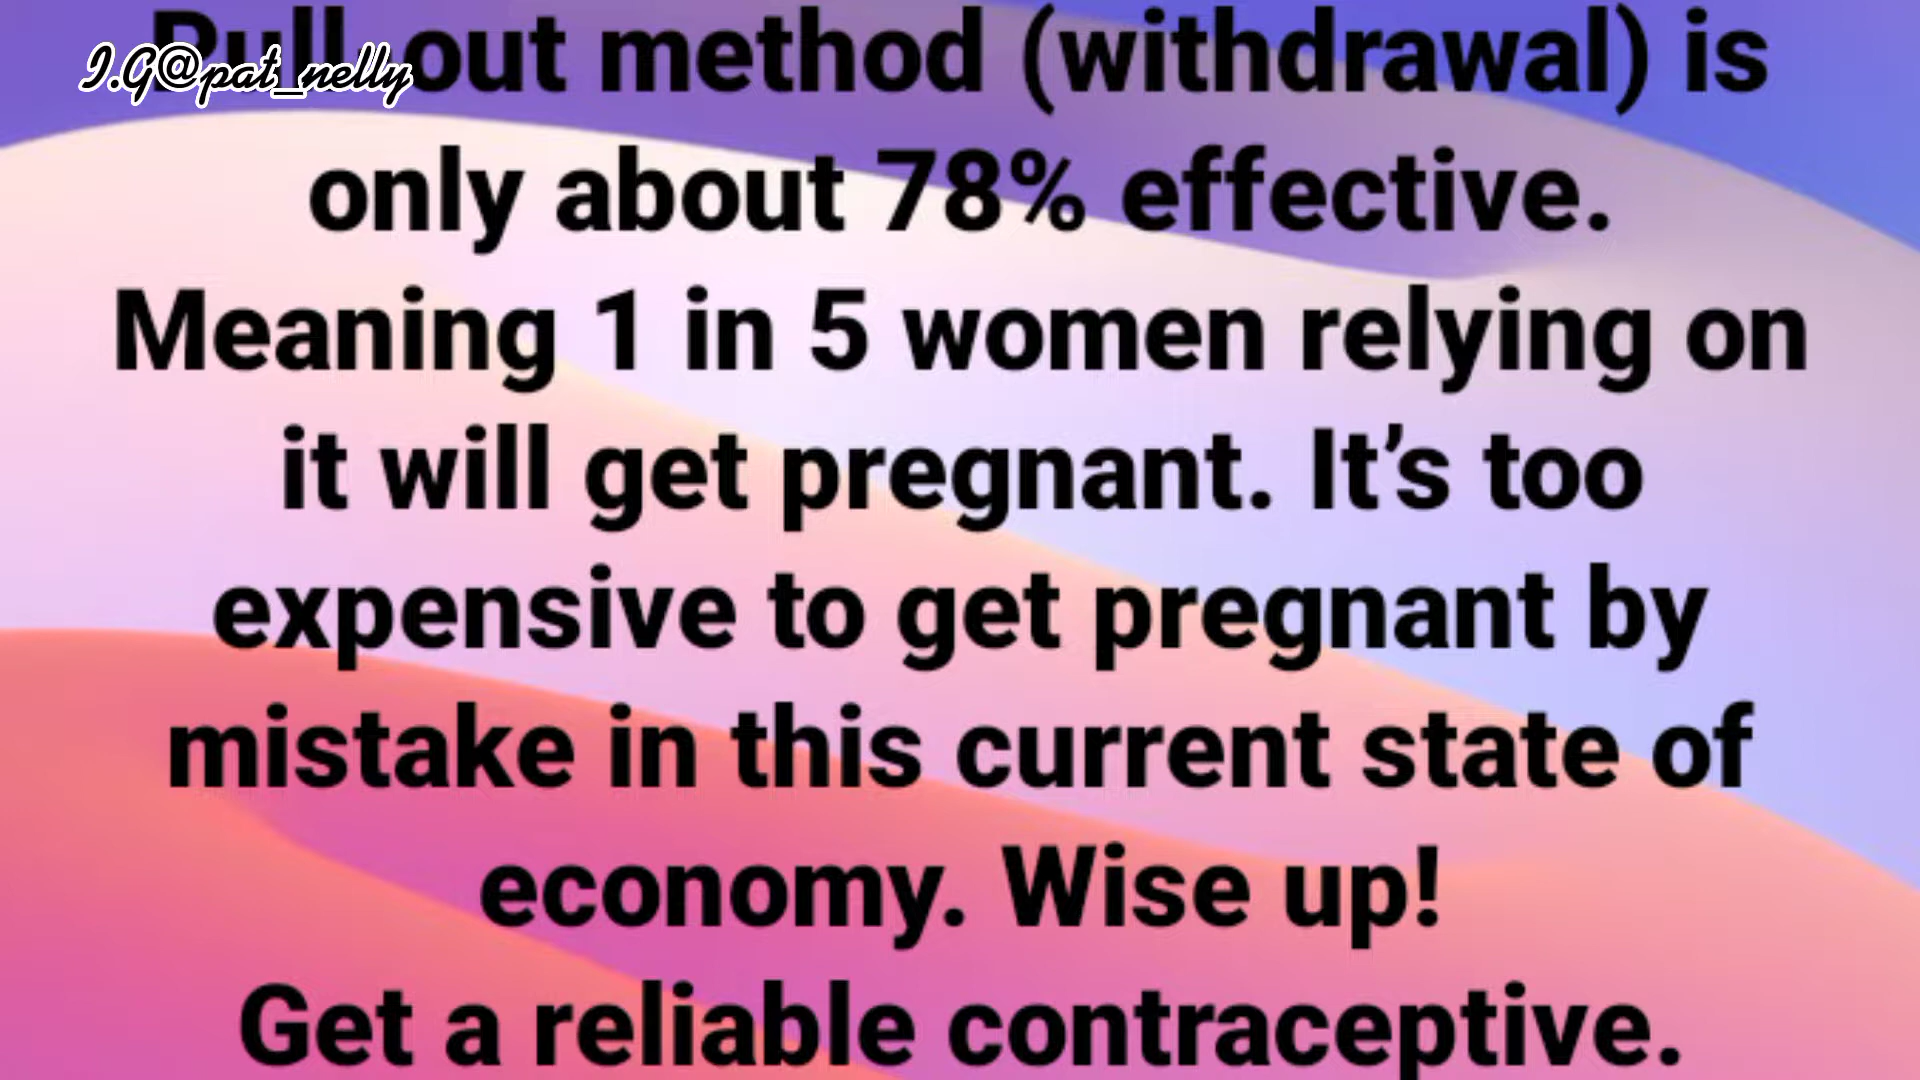 Pull out method (withdrawal) is
I.G@pat_nelly
only about 78% effective.
Meaning 1 in 5 women relying on
it will get pregnant. It’s too
expensive to get pregnant by
mistake in this current state of
economy. Wise up!
Get a reliable contraceptive.